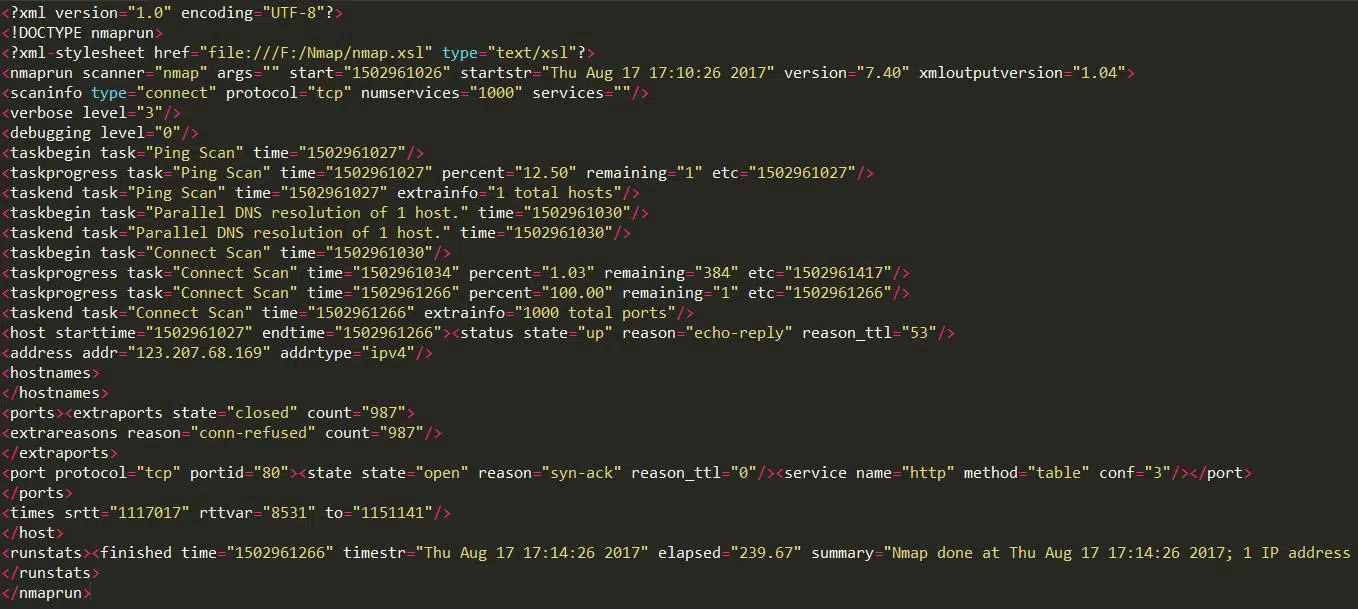 <?xml version="1.0" encoding="UTF-8"?>
<!DOCTYPE nmaprun>
<?xml-stylesheet href="file:///F:/Nmap/nmap.xsl" type="text/xsl"?>
<nmaprun scanner="nmap" args="" start="1502961026" startstr="Thu Aug 17 17:10:26 2017" version="7.40" xmloutputversion="1.04">
<scaninfo type="connect" protocol="tcp" numservices="1000" services=""/>
<verbose level="3"/>
<debugging level="0"/>
<taskbegin task="Ping Scan" time="1502961027"/>
<taskprogress task="Ping Scan" time="1502961027" percent="12.50" remaining="1" etc="1502961027"/>
<taskend task="Ping Scan" time="1502961027" extrainfo="1 total hosts"/>
<taskbegin task="Parallel DNS resolution of 1 host." time="1502961030"/>
<taskend task="Parallel DNS resolution of 1 host." time="1502961030"/>
<taskbegin task="Connect Scan" time="1502961030"/>
<taskprogress task="Connect Scan" time="1502961034" percent="1.03" remaining="384" etc="1502961417"/>
<taskprogress task="Connect Scan" time="1502961266" percent="100.00" remaining="1" etc="1502961266"/>
<taskend task="Connect Scan" time="1502961266" extrainfo="1000 total ports"/>
<host starttime="1502961027" endtime="1502961266"><status state="up" reason="echo-reply" reason_ttl="53"/>
<address addr="123.207.68.169" addrtype="ipv4"/>
<hostnames>
</hostnames>
<ports><extraports state="closed" count="987">
<extrareasons reason="conn-refused" count="987"/>
</extraports>
<port protocol="tcp" portid="80"><state state="open" reason="syn-ack" reason_ttl="0"/><service name="http" method="table" conf="3"/></port>
</ports>
<times srtt="1117017" rttvar="8531" to="1151141"/>
</host>
<runstats><finished time="1502961266" timestr="Thu Aug 17 17:14:26 2017" elapsed="239.67" summary="Nmap done at Thu Aug 17 17:14:26 2017; 1 IP address
</runstats>
</nmaprun>